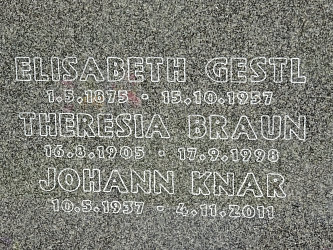 ELISABETH GESTL
1.3.1875 - 15.10.1957
THERESIA BRAUN
16.8.1905 - 17.9.1998
JOHANN KNAR
10.5.1937 - 4.11.2011